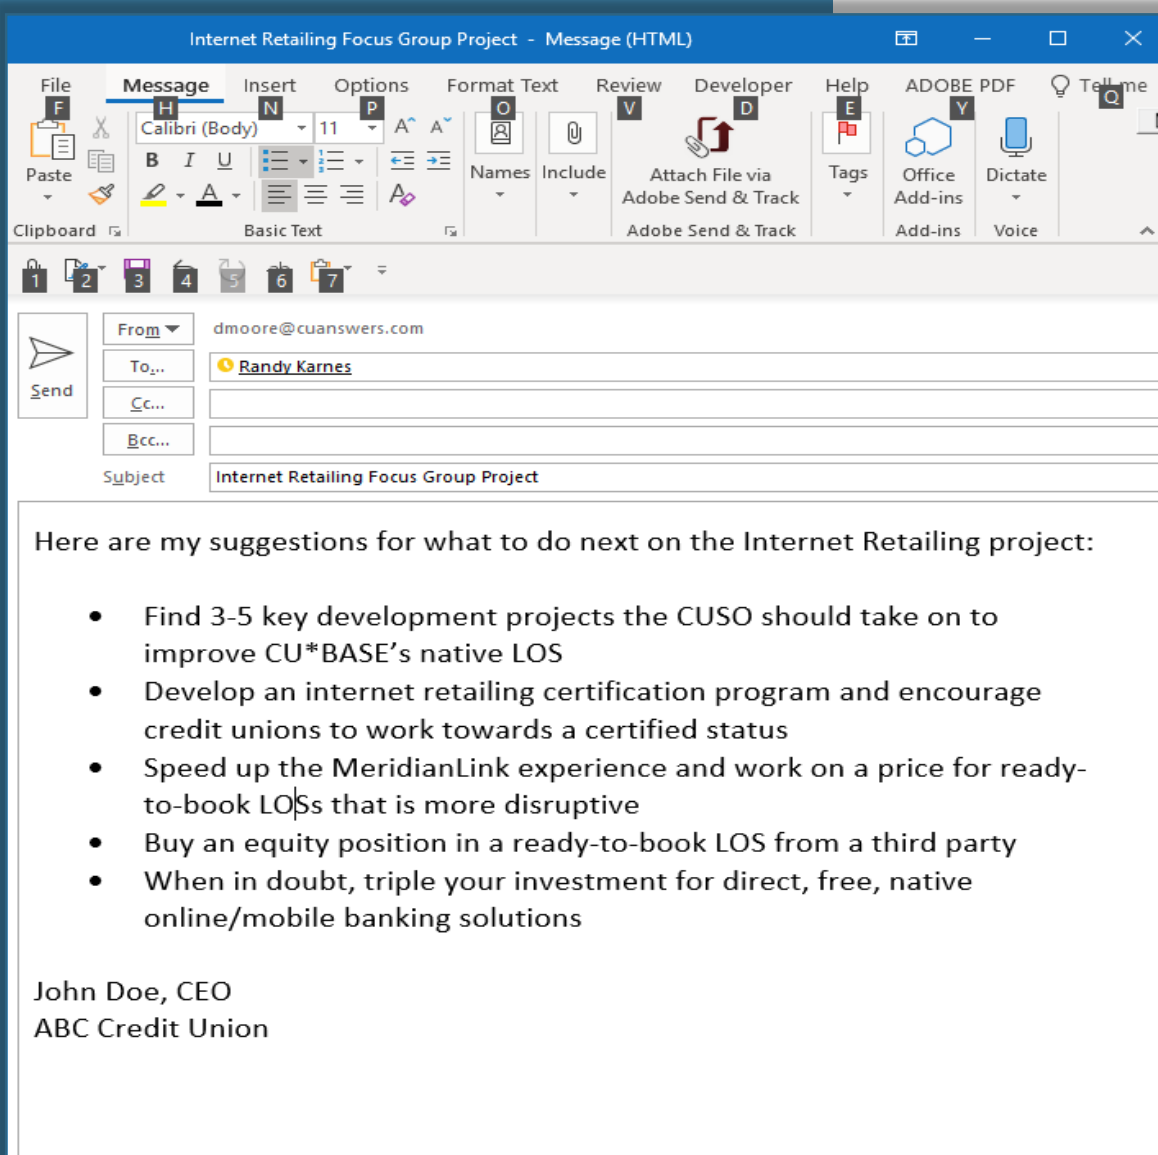 Internet Retailing Focus Group Project - Message (HTML)
File Message Insert Options Format Text Review Developer Help ADOBE PDF Tell me
F H N P O V D E Y Q
Calibri (Body) 11 A A
Paste B I U Names Include Attach File via Tags Office Dictate
A A Adobe Send & Track Add-ins
Clipboard Basic Text Adobe Send & Track Add-ins Voice
1 2 3 4 5 ab 6 7
From dmoore@cuanswers.com
To... Randy Karnes
Send
Cc...
Bcc...
Subject Internet Retailing Focus Group Project
Here are my suggestions for what to do next on the Internet Retailing project:
• Find 3-5 key development projects the CUSO should take on to
improve CU*BASE’s native LOS
• Develop an internet retailing certification program and encourage
credit unions to work towards a certified status
• Speed up the MeridianLink experience and work on a price for ready-
to-book LOSs that is more disruptive
• Buy an equity position in a ready-to-book LOS from a third party
• When in doubt, triple your investment for direct, free, native
online/mobile banking solutions
John Doe, CEO
ABC Credit Union